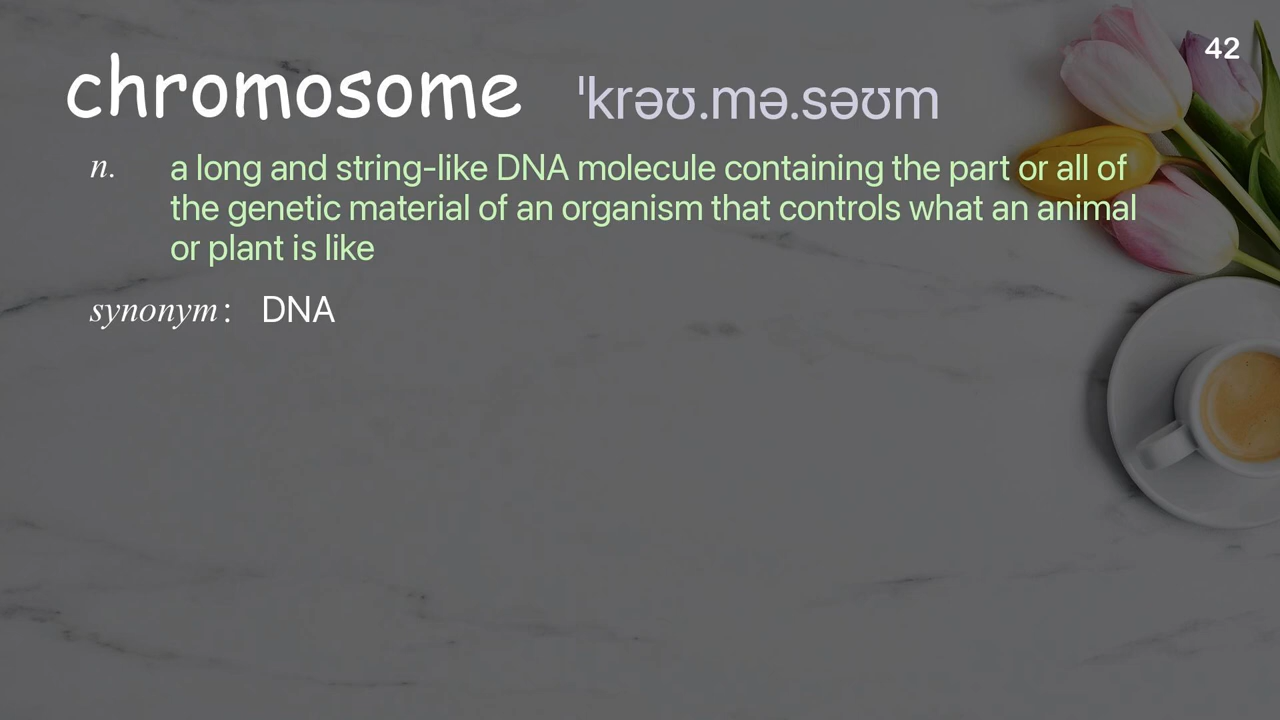 42
chromosome ˈkrəʊ.mə.səʊm
n. a long and string-like DNA molecule containing the part or all of
the genetic material of an organism that controls what an animal
or plant is like
synonym: DNA